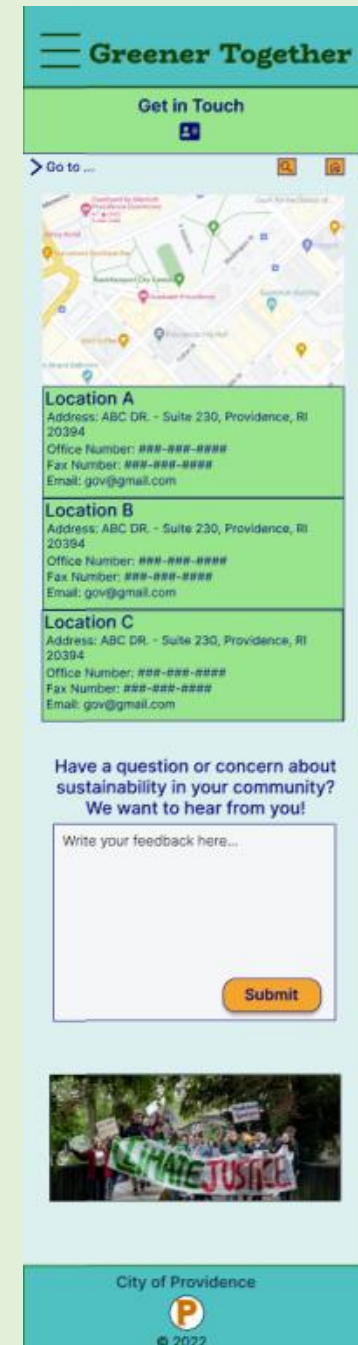 Greener Together
Get in Touch
Go to ...
Location A
Address: ABC DR. - Suite 230, Providence, RI
20394
Office Number: ###-###-####
Fax Number: ###-###-####
Email: gov@gmail.com
Location B
Address: ABC DR. - Suite 230, Providence, RI
20394
Office Number: ###-###-####
Fax Number: ###-###-####
Email: gov@gmail.com
Location C
Address: ABC DR. - Suite 230, Providence, RI
20394
Office Number: ###-###-####
Fax Number: ###-###-####
Email: gov@gmail.com
Have a question or concern about
sustainability in your community?
We want to hear from you!
Write your feedback here...
Submit
CLIMATE JUSTICE
City of Providence
P
© 2022